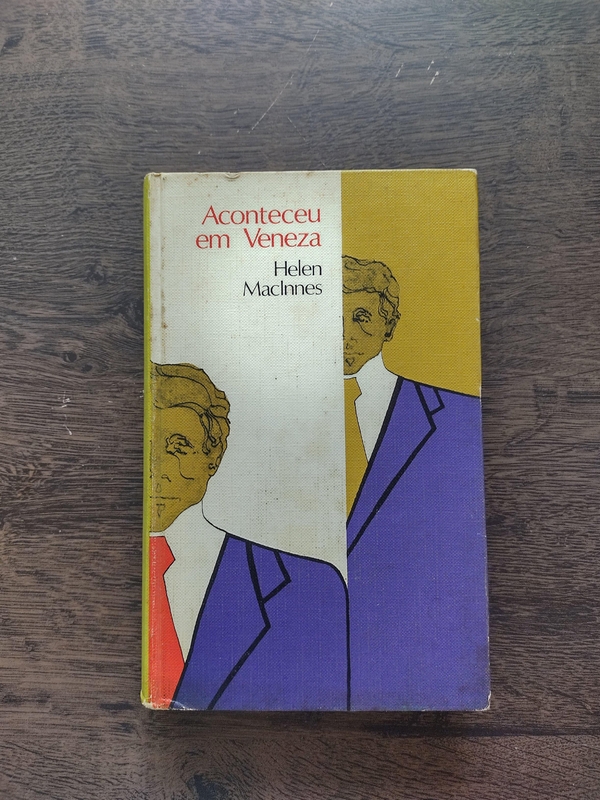 Aconteceu
em Veneza
Helen
MacInnes